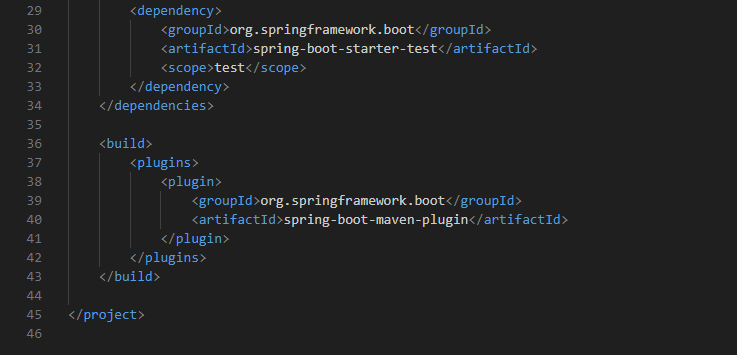 29 <dependency>
30 <groupId>org.springframework.boot</groupId>
31 <artifactId>spring-boot-starter-test</artifactId>
32 <scope>test</scope>
33 </dependency>
34 </dependencies>
35
36 <build>
37 <plugins>
38 <plugin>
39 <groupId>org.springframework.boot</groupId>
40 <artifactId>spring-boot-maven-plugin</artifactId>
41 </plugin>
42 </plugins>
43 </build>
44
45 </project>
46